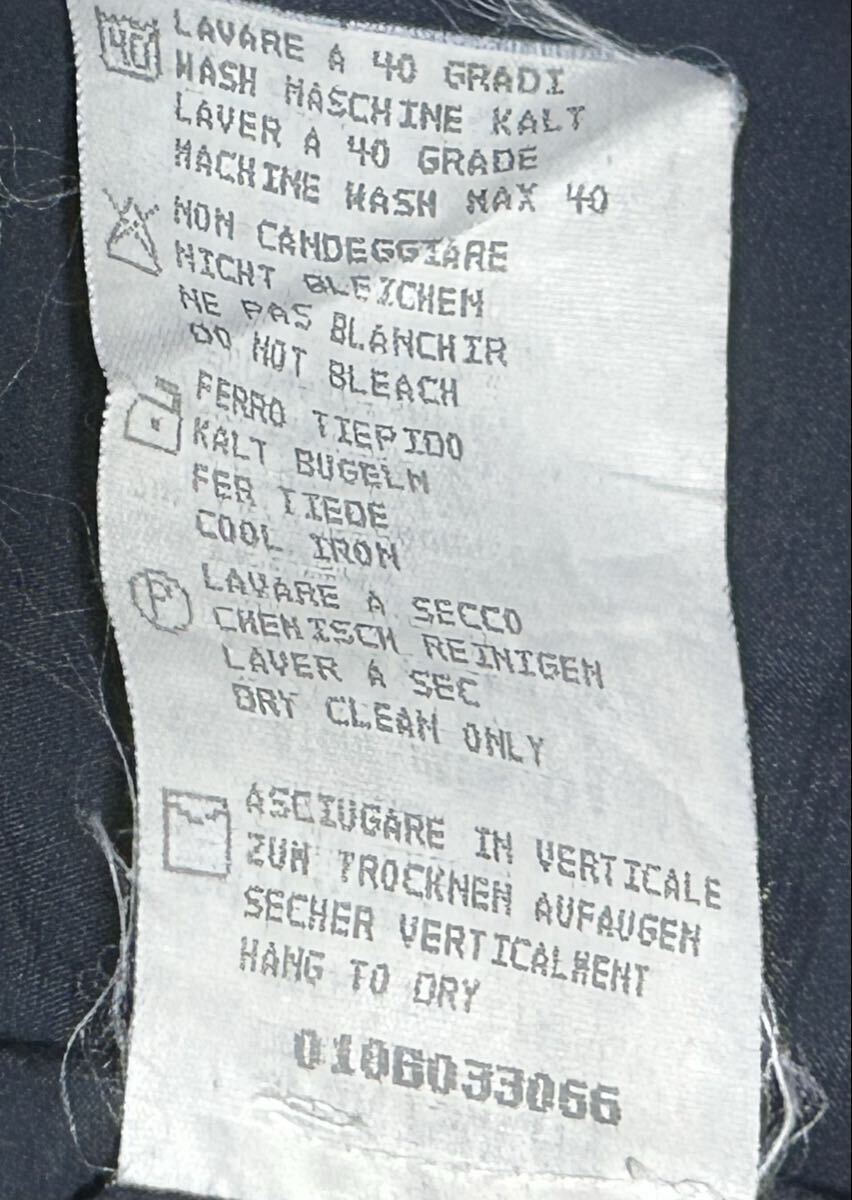 40
LAVARE A 40 GRADI
WASH MASCHINE KALT
LAVER A 40 GRADE
MACHINE WASH MAX 40
NON CANDEGGIARE
NICHT BLEICHEN
NE PAS BLANCHIR
DO NOT BLEACH
FERRO TIEPIDO
KALT BUGELN
FER TIEDE
COOL IRON
P
LAVARE A SECCO
CHEMISCH REINIGEN
LAVER A SEC
DRY CLEAN ONLY
ASCIUGARE IN VERTICALE
ZUM TROCKNEN AUFAUGEN
SECHER VERTICALMENT
HANG TO DRY
0106033066